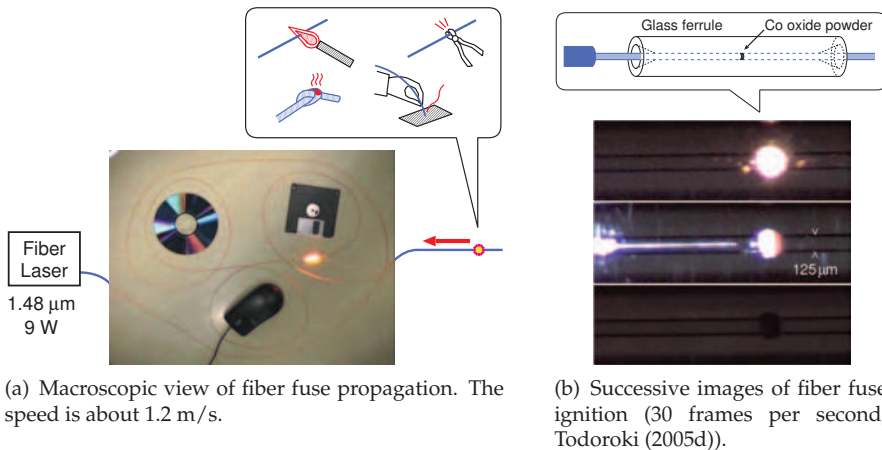 Fiber
Laser
1.48 μm
9 W
(a) Macroscopic view of fiber fuse propagation. The
speed is about 1.2 m/s.
Glass ferrule
Co oxide powder
125 μm
(b) Successive images of fiber fuse
ignition (30 frames per second,
Todoroki (2005d)).